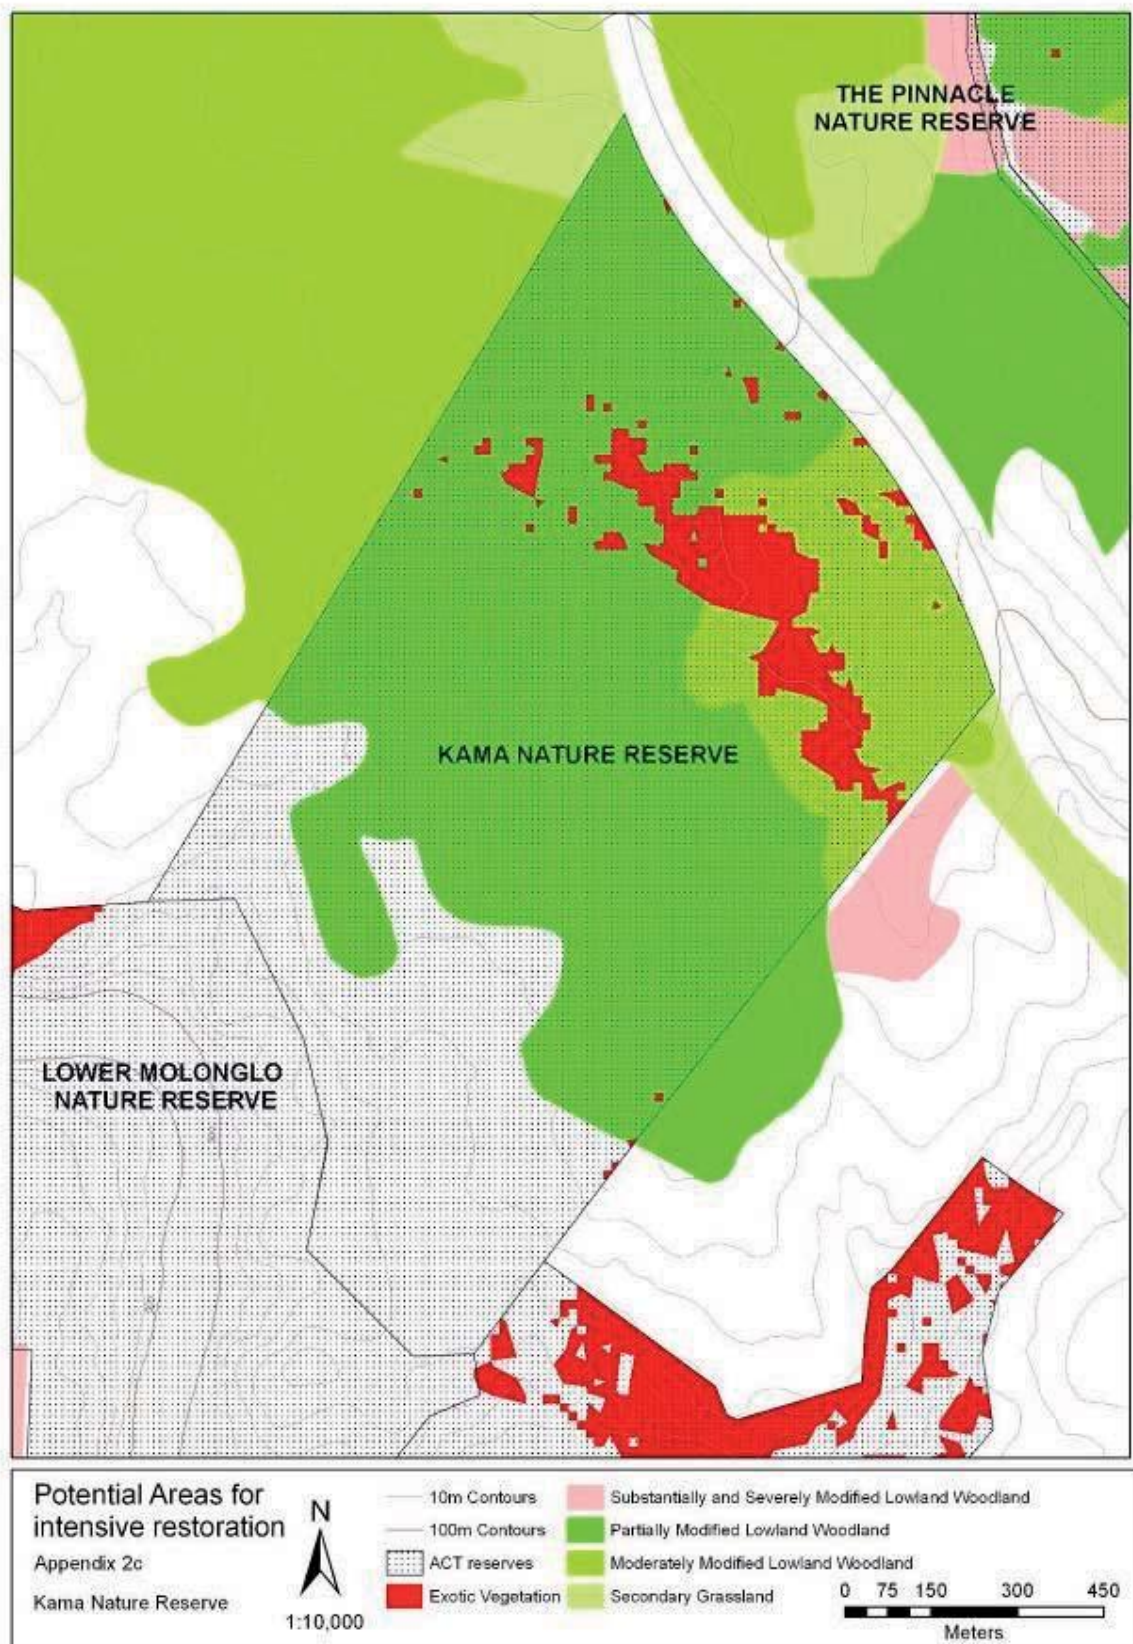 THE PINNACLE
NATURE RESERVE
KAMA NATURE RESERVE
LOWER MOLONGLO
NATURE RESERVE
Potential Areas for
intensive restoration
Appendix 2c
Kama Nature Reserve
N
1:10,000
10m Contours
100m Contours
ACT reserves
Exotic Vegetation
Substantially and Severely Modified Lowland Woodland
Partially Modified Lowland Woodland
Moderately Modified Lowland Woodland
Secondary Grassland
0 75 150 300 450
Meters